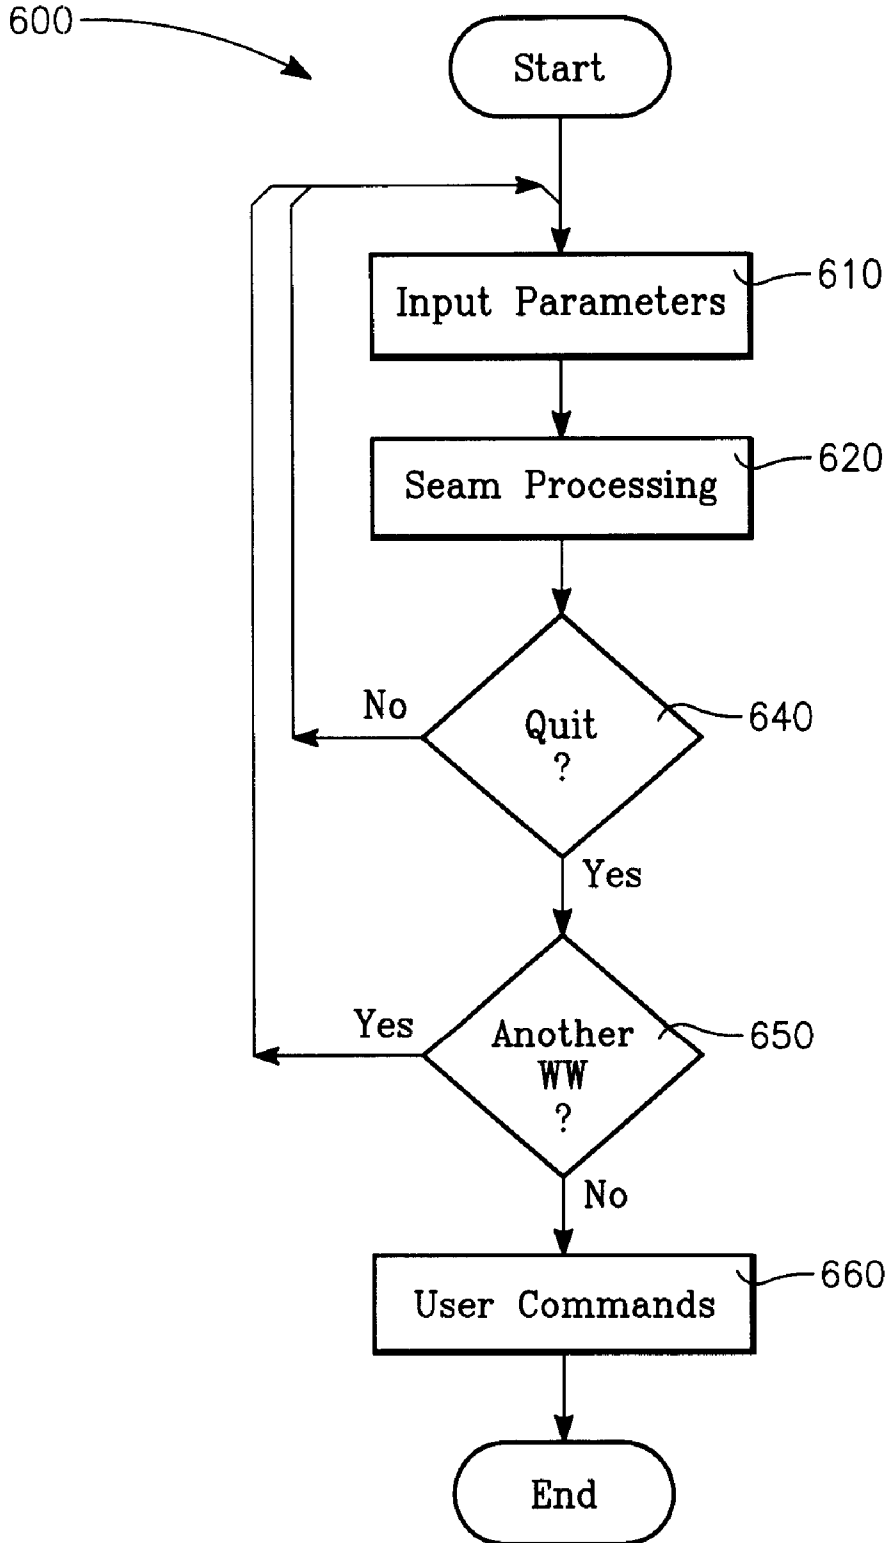 600
Start
610
Input Parameters
620
Seam Processing
No
640
Quit
?
Yes
Yes
650
Another
WW
?
No
660
User Commands
End